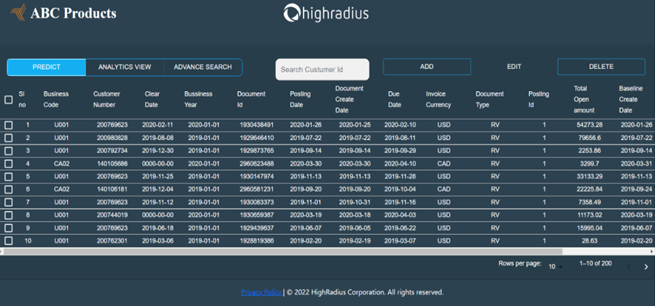 ABC Products
highradius
PREDICT ANALYTICS VIEW ADVANCE SEARCH Search Custumer Id ADD EDIT DELETE
Sl no Business Code Customer Number Clear Date Bussiness Year Document Id Posting Date Document Create Date Due Date Invoice Currency Document Type Posting Id Total Open amount Baseline Create Date
1 U001 200769623 2020-02-11 2020-01-01 1930438491 2020-01-26 2020-01-25 2020-02-10 USD RV 1 54273.28 2020-01-26
2 U001 200980828 2019-08-08 2019-01-01 1929646410 2019-07-22 2019-07-22 2019-08-11 USD RV 1 79656.6 2019-07-22
3 U001 200792734 2019-12-30 2019-01-01 1929873765 2019-09-14 2019-09-14 2019-09-29 USD RV 1 2253.86 2019-09-14
4 CA02 140105686 0000-00-00 2020-01-01 2960623488 2020-03-30 2020-03-30 2020-04-10 CAD RV 1 3299.7 2020-03-31
5 U001 200769623 2019-11-25 2019-01-01 1930147974 2019-11-13 2019-11-13 2019-11-28 USD RV 1 33133.29 2019-11-13
6 CA02 140106181 2019-12-04 2019-01-01 2960581231 2019-09-20 2019-09-20 2019-10-04 CAD RV 1 22225.84 2019-09-24
7 U001 200769623 2019-11-12 2019-01-01 1930083373 2019-11-01 2019-10-31 2019-11-16 USD RV 1 7358.49 2019-11-01
8 U001 200744019 0000-00-00 2020-01-01 1930659387 2020-03-19 2020-03-18 2020-04-03 USD RV 1 11173.02 2020-03-19
9 U001 200769623 2019-06-18 2019-01-01 1929439637 2019-06-07 2019-06-05 2019-06-22 USD RV 1 15995.04 2019-06-07
10 U001 200762301 2019-03-06 2019-01-01 1928819386 2019-02-20 2019-02-19 2019-03-07 USD RV 1 28.63 2019-02-20
Rows per page: 10 1–10 of 200
Privacy Policy | © 2022 HighRadius Corporation. All rights reserved.